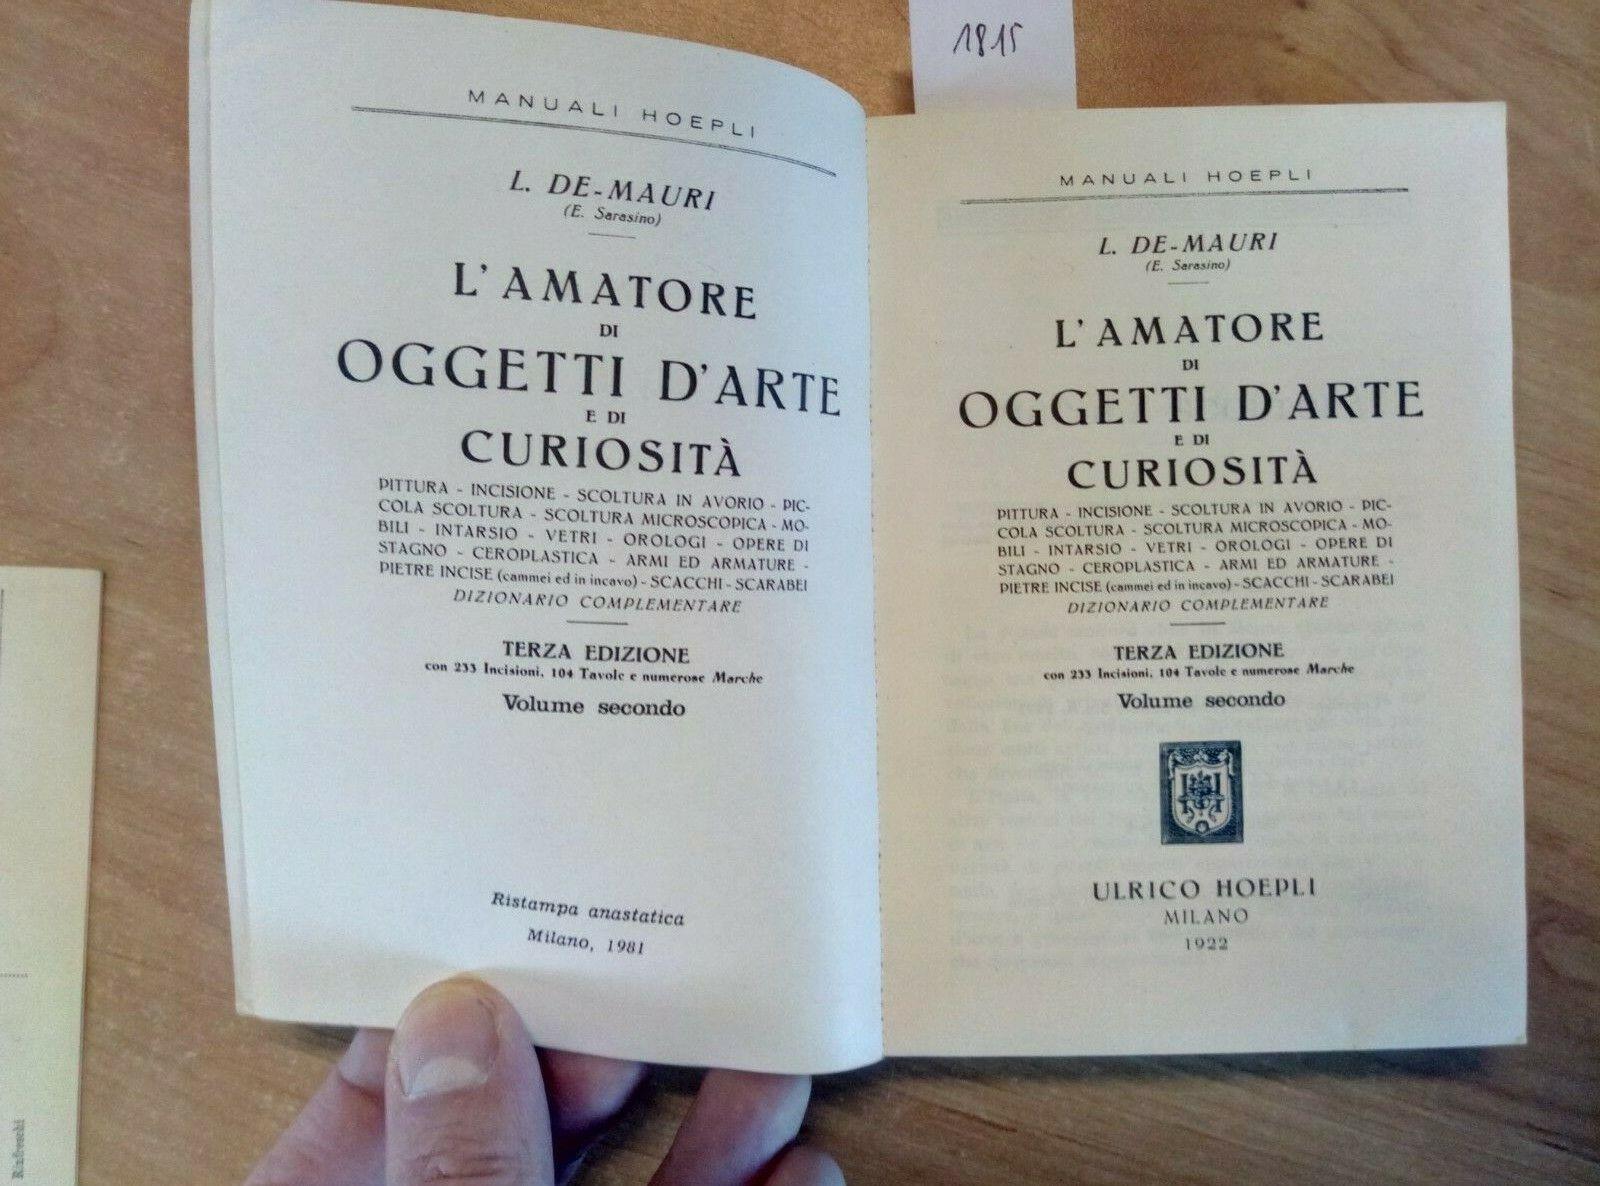 1815
MANUALI HOEPLI
L. DE-MAURI
(E. Sarasino)
L'AMATORE
DI
OGGETTI D'ARTE
E DI
CURIOSITÀ
PITTURA - INCISIONE - SCOLTURA IN AVORIO - PIC-
COLA SCOLTURA - SCOLTURA MICROSCOPICA - MO-
BILI - INTARSIO - VETRI - OROLOGI - OPERE DI
STAGNO - CEROPLASTICA - ARMI ED ARMATURE -
PIETRE INCISE (cammei ed in incavo) - SCACCHI - SCARABEI
DIZIONARIO COMPLEMENTARE
TERZA EDIZIONE
con 233 Incisioni, 104 Tavole e numerose Marche
Volume secondo
Ristampa anastatica
Milano, 1981
MANUALI HOEPLI
L. DE-MAURI
(E. Sarasino)
L'AMATORE
DI
OGGETTI D'ARTE
E DI
CURIOSITÀ
PITTURA - INCISIONE - SCOLTURA IN AVORIO - PIC-
COLA SCOLTURA - SCOLTURA MICROSCOPICA - MO-
BILI - INTARSIO - VETRI - OROLOGI - OPERE DI
STAGNO - CEROPLASTICA - ARMI ED ARMATURE -
PIETRE INCISE (cammei ed in incavo) - SCACCHI - SCARABEI
DIZIONARIO COMPLEMENTARE
TERZA EDIZIONE
con 233 Incisioni, 104 Tavole e numerose Marche
Volume secondo
ULRICO HOEPLI
MILANO
1922
Rinfreschi